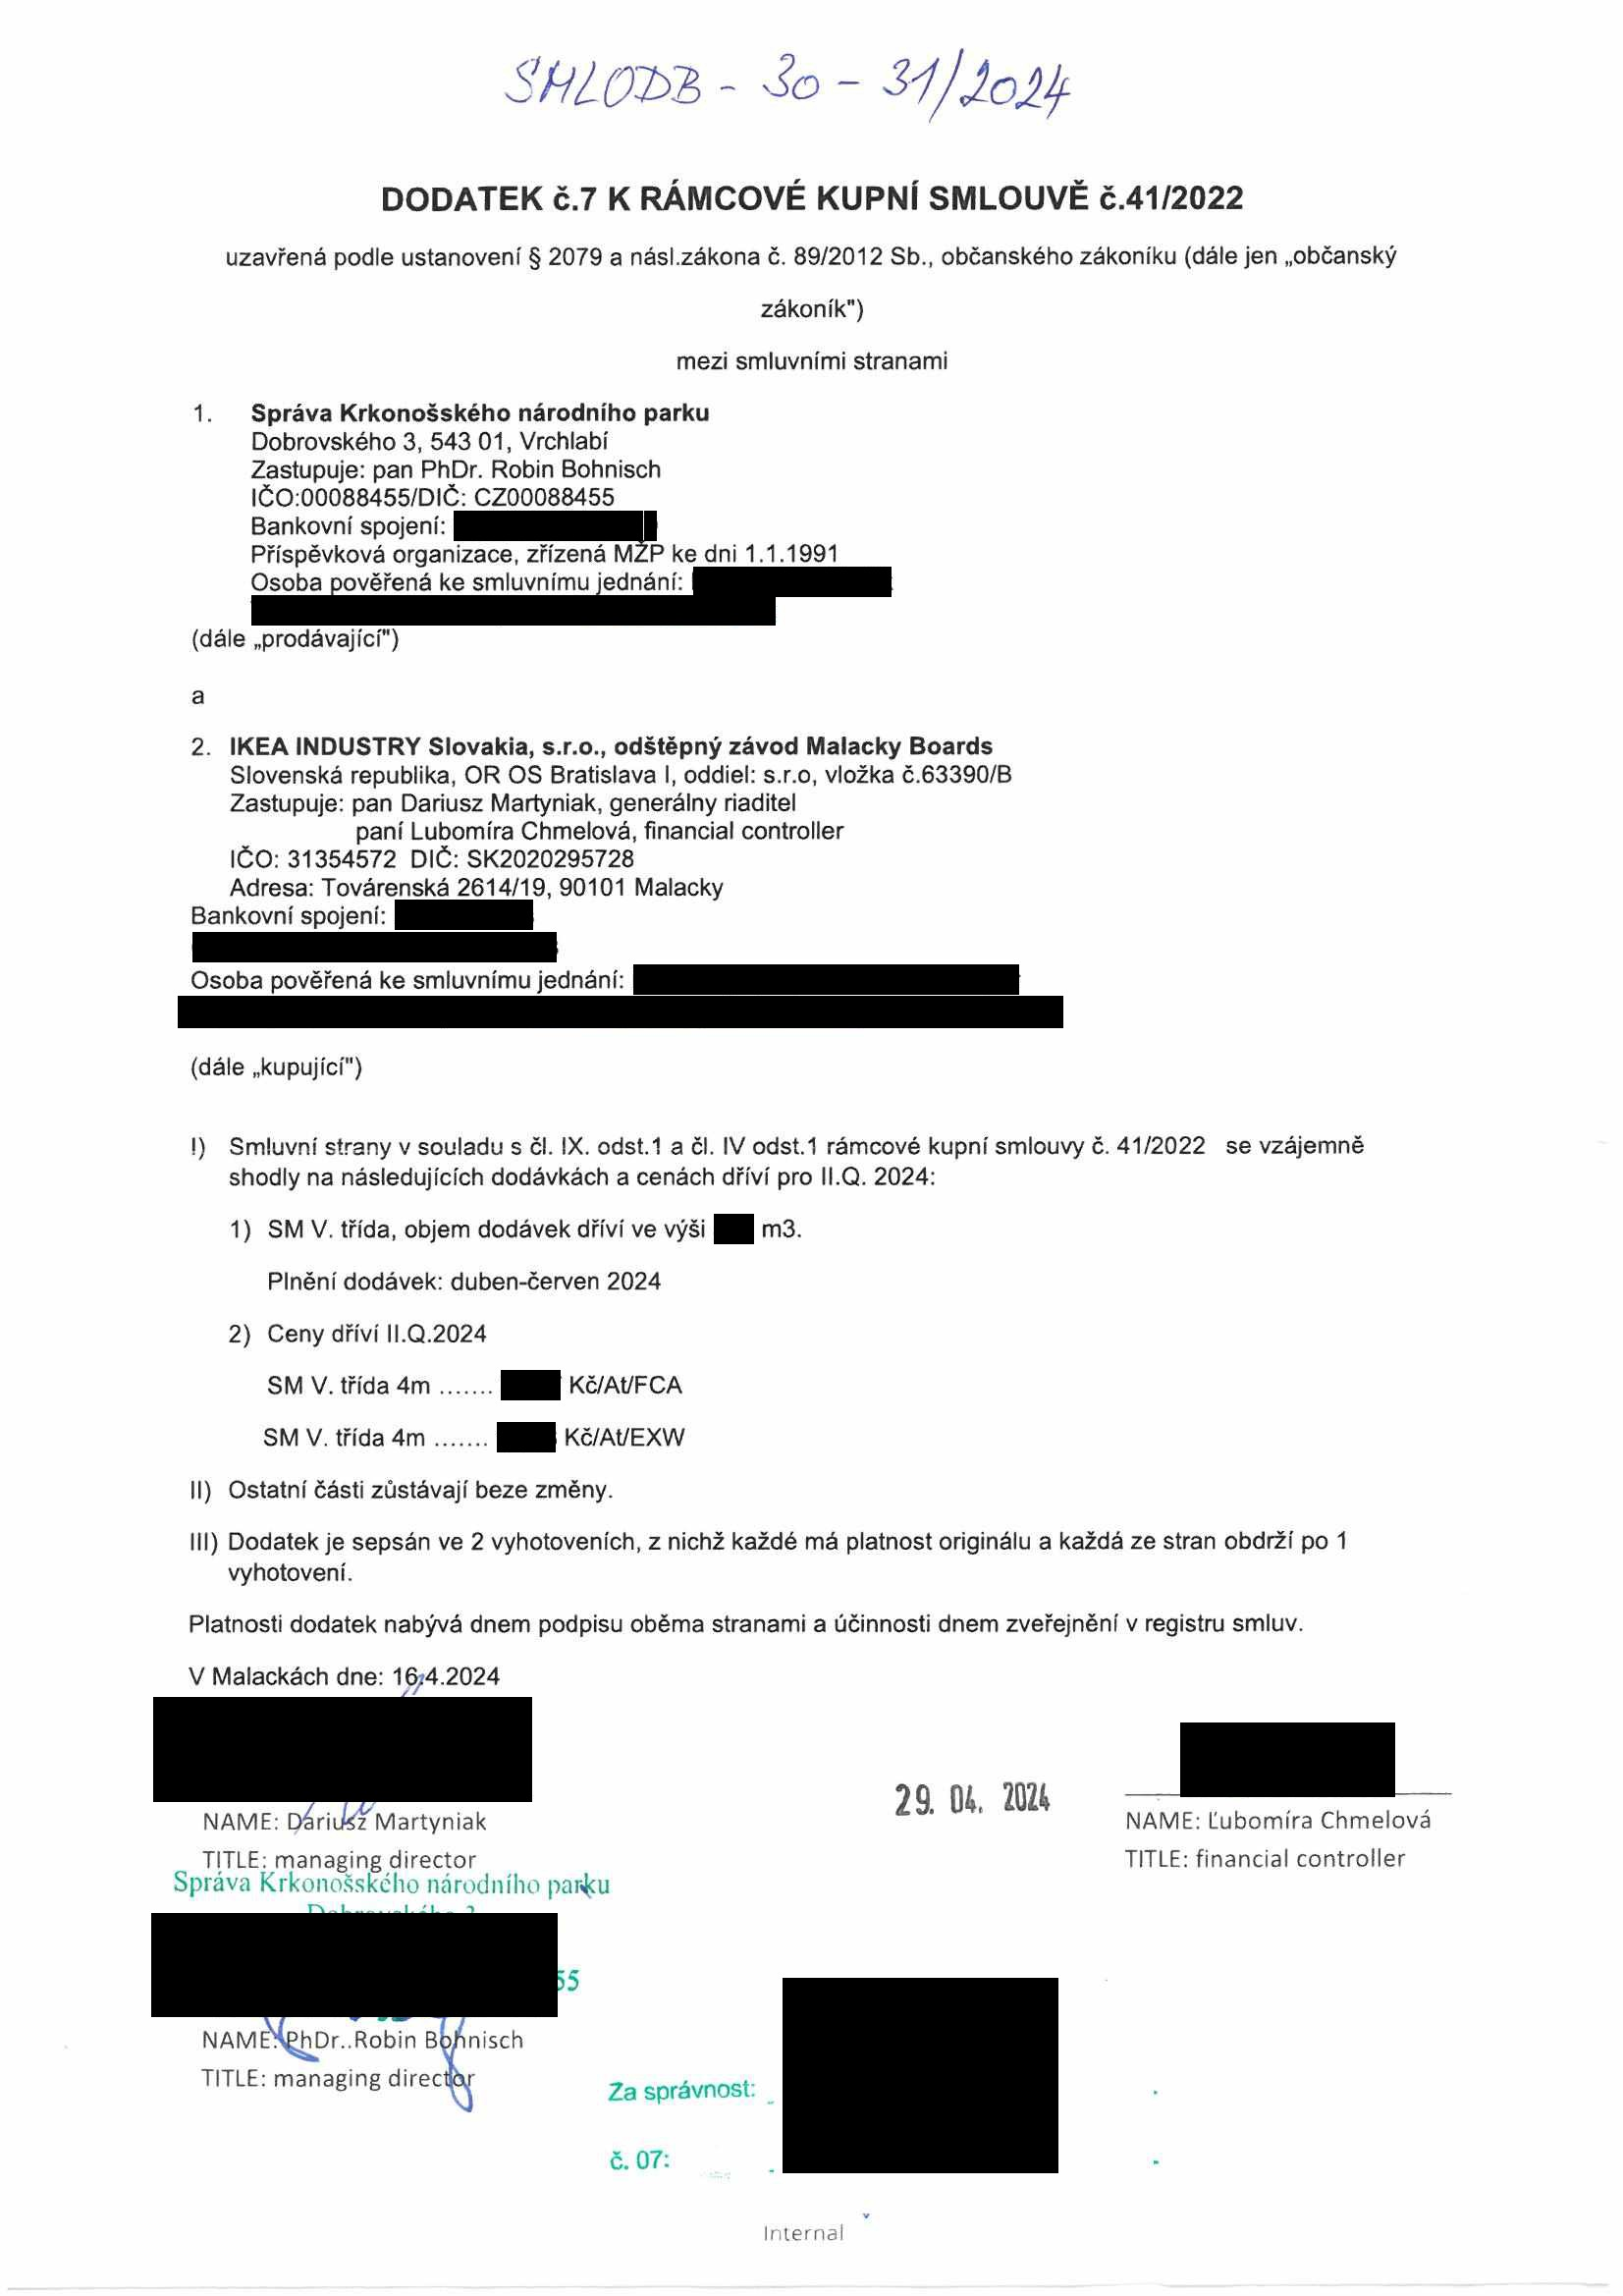 SMLODB - 30 - 31/2024
DODATEK č.7 K RÁMCOVÉ KUPNÍ SMLOUVĚ č.41/2022
uzavřená podle ustanovení § 2079 a násl.zákona č. 89/2012 Sb., občanského zákoníku (dále jen „občanský
zákoník")
mezi smluvními stranami
1. Správa Krkonošského národního parku
Dobrovského 3, 543 01, Vrchlabí
Zastupuje: pan PhDr. Robin Bohnisch
IČO:00088455/DIČ: CZ00088455
Bankovní spojení:
Příspěvková organizace, zřízená MŽP ke dni 1.1.1991
Osoba pověřená ke smluvnímu jednání:
(dále „prodávající")
a
2. IKEA INDUSTRY Slovakia, s.r.o., odštěpný závod Malacky Boards
Slovenská republika, OR OS Bratislava I, oddiel: s.r.o, vložka č.63390/B
Zastupuje: pan Dariusz Martyniak, generálny riaditel
paní Lubomíra Chmelová, financial controller
IČO: 31354572 DIČ: SK2020295728
Adresa: Továrenská 2614/19, 90101 Malacky
Bankovní spojení:
Osoba pověřená ke smluvnímu jednání:
(dále „kupující")
I) Smluvní strany v souladu s čl. IX. odst.1 a čl. IV odst.1 rámcové kupní smlouvy č. 41/2022 se vzájemně
shodly na následujících dodávkách a cenách dříví pro II.Q. 2024:
1) SM V. třída, objem dodávek dříví ve výši m3.
Plnění dodávek: duben-červen 2024
2) Ceny dříví II.Q.2024
SM V. třída 4m ....... Kč/At/FCA
SM V. třída 4m ....... Kč/At/EXW
II) Ostatní části zůstávají beze změny.
III) Dodatek je sepsán ve 2 vyhotoveních, z nichž každé má platnost originálu a každá ze stran obdrží po 1
vyhotovení.
Platnosti dodatek nabývá dnem podpisu oběma stranami a účinnosti dnem zveřejnění v registru smluv.
V Malackách dne: 16.4.2024
29. 04. 2024
NAME: Dariusz Martyniak
NAME: Ľubomíra Chmelová
TITLE: managing director
TITLE: financial controller
Správa Krkonošského národního parku
Dobrovského 3
55
NAME: PhDr..Robin Bohnisch
TITLE: managing director
Za správnost:
č. 07:
Internal